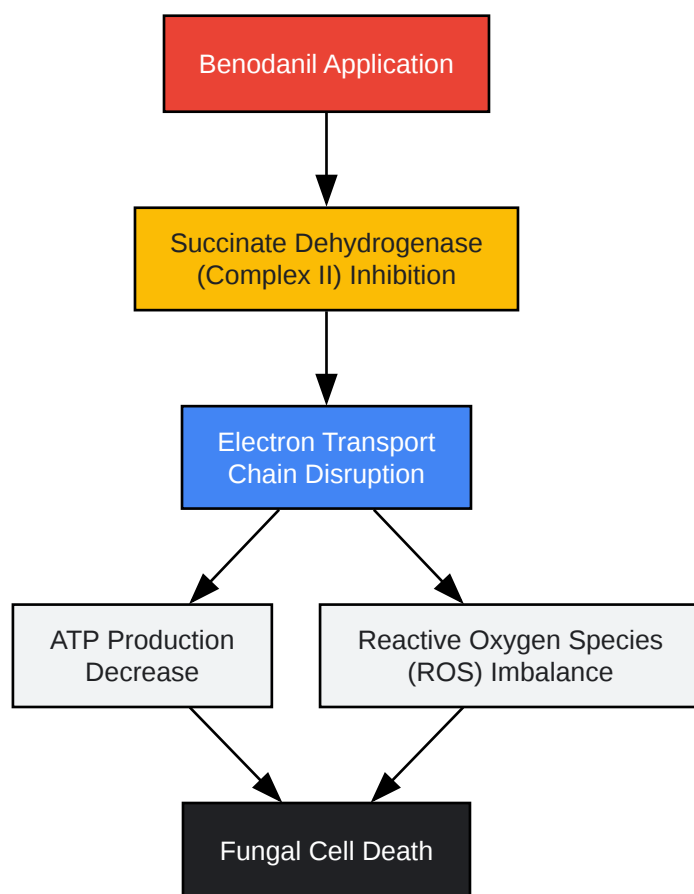 Benodanil Application
Succinate Dehydrogenase
(Complex II) Inhibition
Electron Transport
Chain Disruption
ATP Production
Decrease
Reactive Oxygen Species
(ROS) Imbalance
Fungal Cell Death